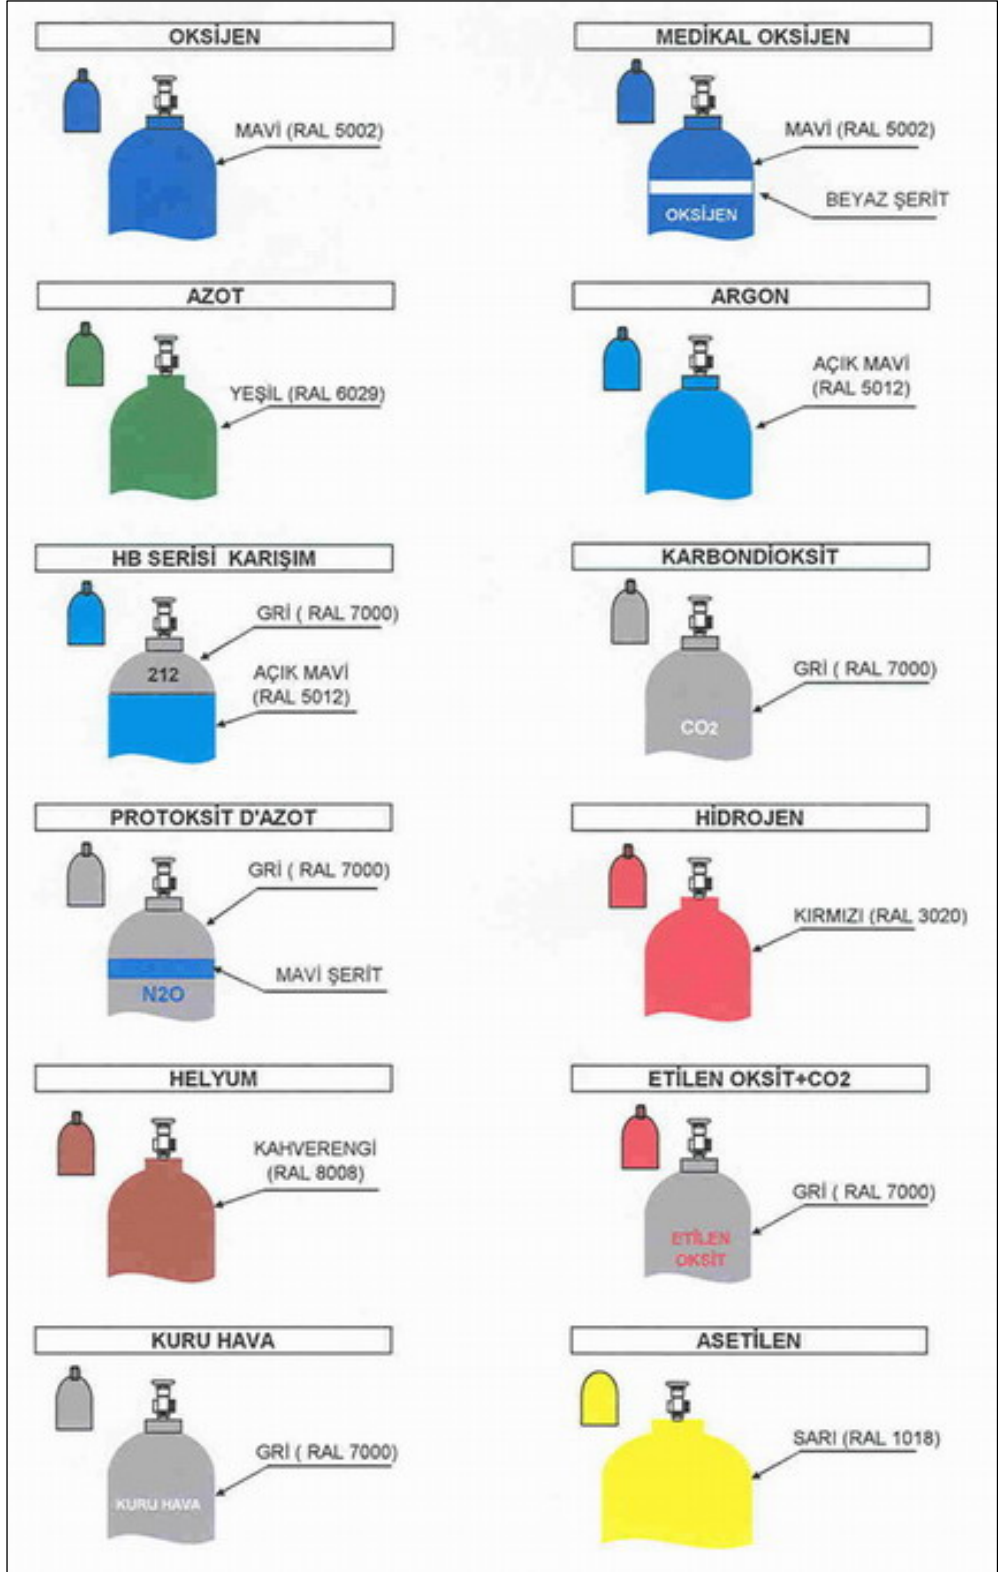 OKSİJEN
MAVİ (RAL 5002)
MEDİKAL OKSİJEN
MAVİ (RAL 5002)
BEYAZ ŞERİT
OKSİJEN
AZOT
YEŞİL (RAL 6029)
ARGON
AÇIK MAVİ
(RAL 5012)
HB SERİSİ KARIŞIM
GRİ ( RAL 7000)
212
AÇIK MAVİ
(RAL 5012)
KARBONDİOKSİT
GRİ ( RAL 7000)
CO2
PROTOKSİT D'AZOT
GRİ ( RAL 7000)
MAVİ ŞERİT
N2O
HİDROJEN
KIRMIZI (RAL 3020)
HELYUM
KAHVERENGİ
(RAL 8008)
ETİLEN OKSİT+CO2
GRİ ( RAL 7000)
ETİLEN
OKSİT
KURU HAVA
GRİ ( RAL 7000)
KURU HAVA
ASETİLEN
SARI (RAL 1018)